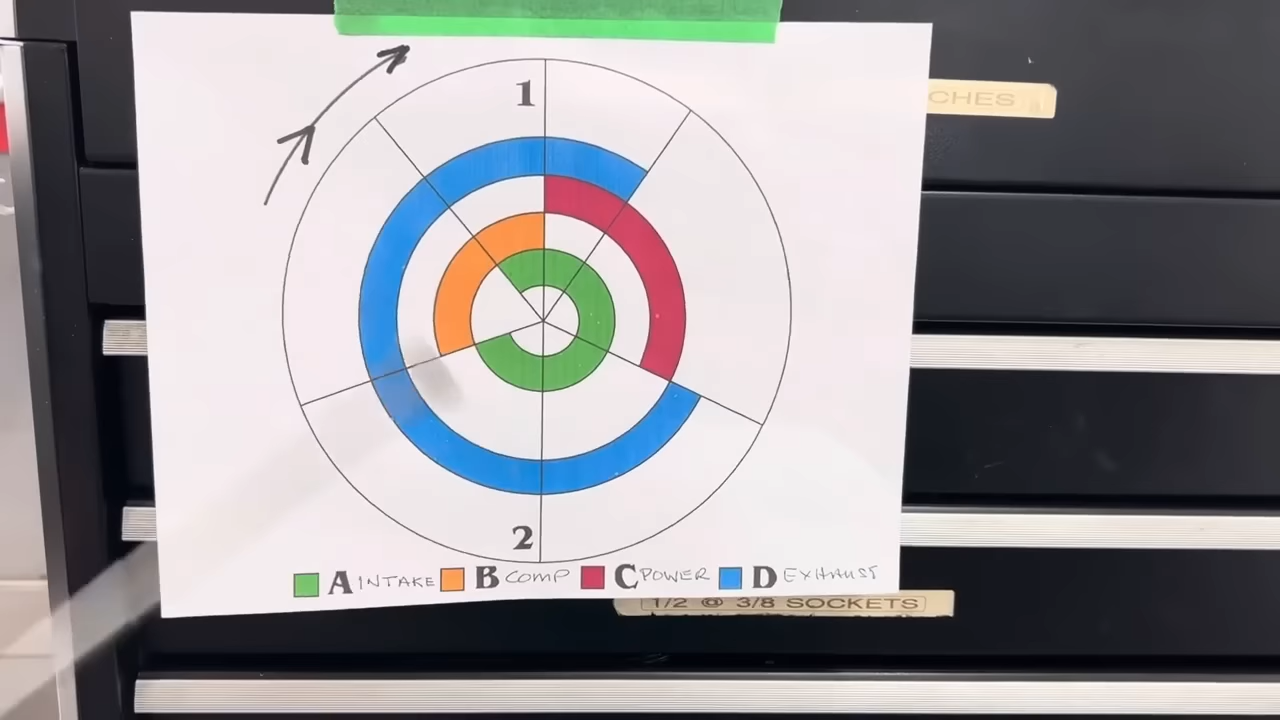 1
CHES
2
A INTAKE B COMP C POWER D EXHAUST
1/2 @ 3/8 SOCKETS